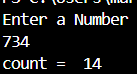 Enter a Number
734
count =  14